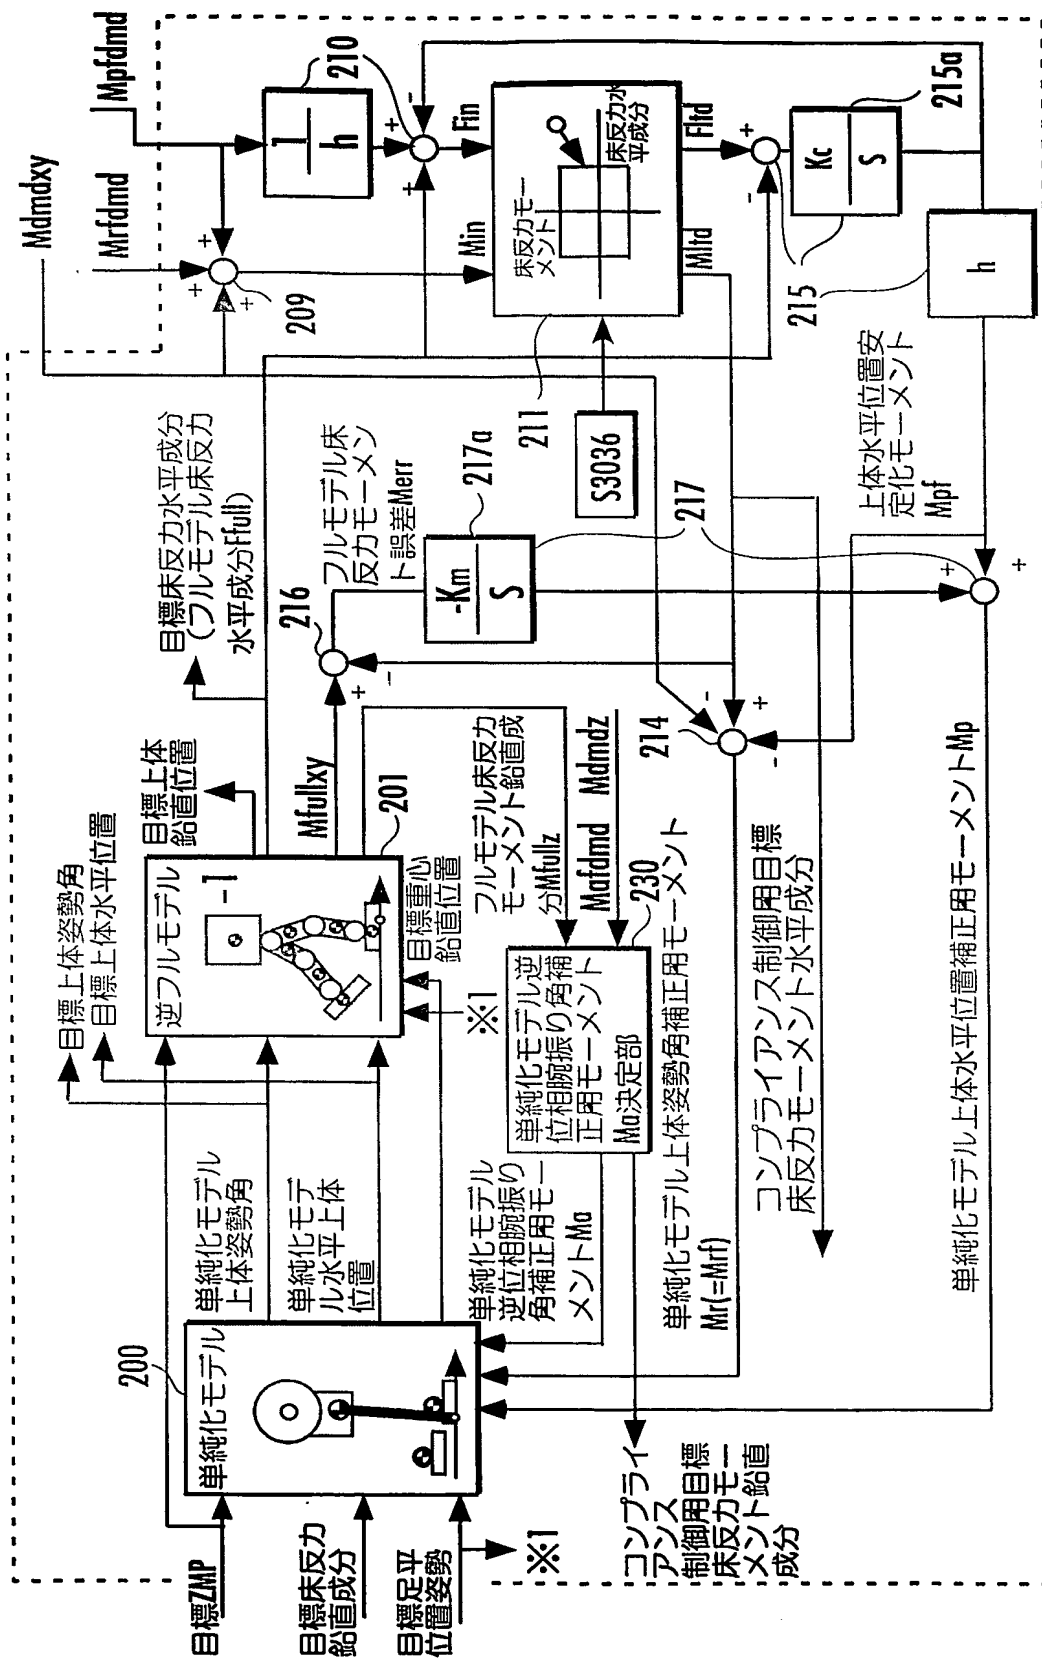 目標ZMP
目標床反力
鉛直成分
目標足平
位置姿勢
※1
200
単純化モデル
単純化モデル
上体姿勢角
単純化モデ
ル水平上体
位置
目標上体姿勢角
目標上体水平位置
逆フルモデル
-1
201
※1
目標重心
鉛直位置
目標上体
鉛直位置
目標床反力水平成分
(フルモデル床反力
水平成分Ffull)
Mfullxy
216
フルモデル床
反力モーメン
ト誤差Merr
217a
-Km
S
217
フルモデル床反力
モーメント鉛直成
分Mfullz
Mafdmd
Mdmdz
230
単純化モデル逆
位相腕振り角補
正用モーメント
Ma決定部
単純化モデル
逆位相腕振り
角補正用モー
メントMa
コンプライ
アンス
制御用目標
床反力モー
メント鉛直
成分
単純化モデル上体姿勢角補正用モーメント
Mr(=Mrf)
214
コンプライアンス制御用目標
床反力モーメント水平成分
単純化モデル上体水平位置補正用モーメントMp
Mdmdxy
Mrfdmd
Mpfdmd
209
1
h
210
Min
Fin
床反力モー
メント
床反力水
平成分
211
S3036
Mltd
Fltd
Kc
S
215a
215
h
上体水平位置安
定化モーメント
Mpf